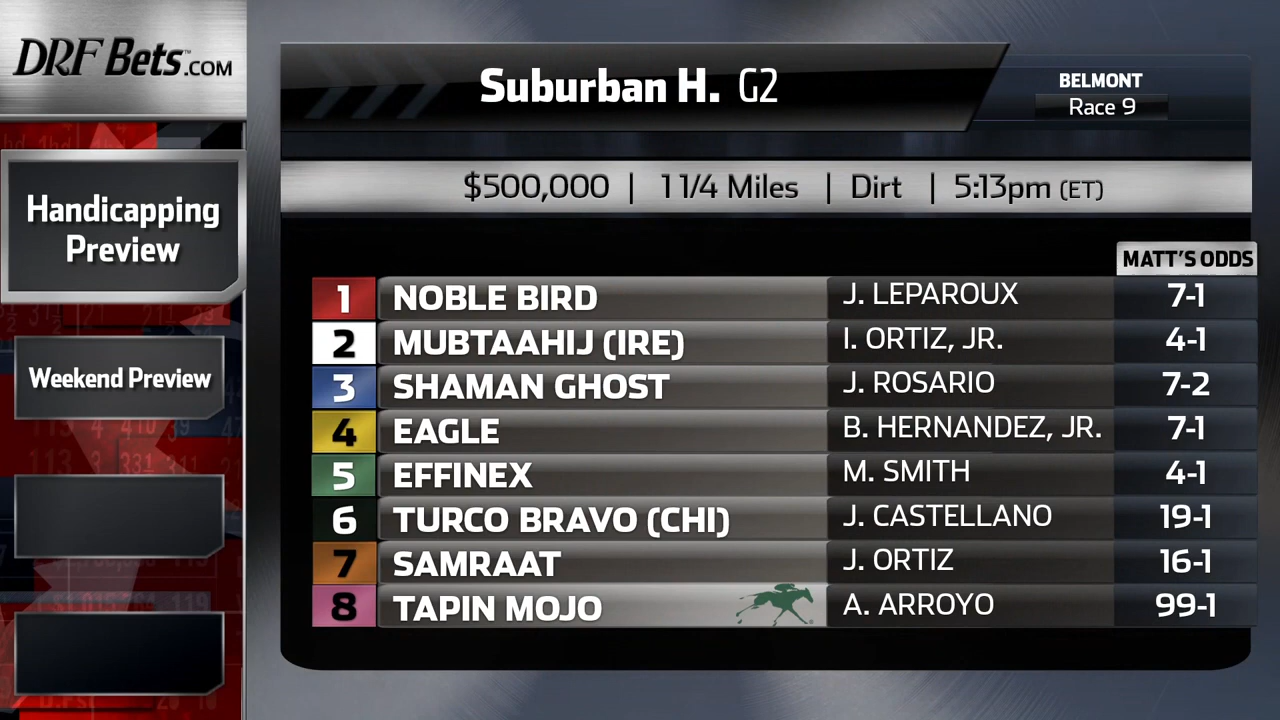 DRF Bets™.COM
Suburban H. G2
BELMONT
Race 9
Handicapping
Preview
$500,000 | 1 1/4 Miles | Dirt | 5:13pm (ET)
MATT'S ODDS
1 NOBLE BIRD J. LEPAROUX 7-1
2 MUBTAAHIJ (IRE) I. ORTIZ, JR. 4-1
Weekend Preview
3 SHAMAN GHOST J. ROSARIO 7-2
4 EAGLE B. HERNANDEZ, JR. 7-1
5 EFFINEX M. SMITH 4-1
6 TURCO BRAVO (CHI) J. CASTELLANO 19-1
7 SAMRAAT J. ORTIZ 16-1
8 TAPIN MOJO A. ARROYO 99-1